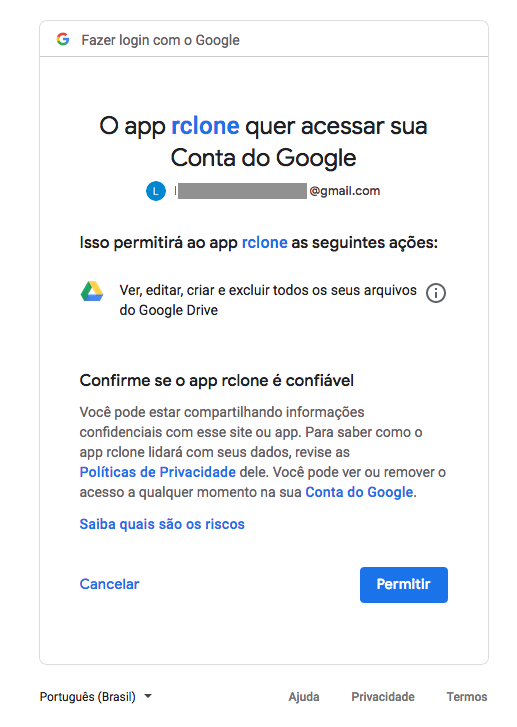 Fazer login com o Google
O app rclone quer acessar sua
Conta do Google
L
l @gmail.com
Isso permitirá ao app rclone as seguintes ações:
Ver, editar, criar e excluir todos os seus arquivos
do Google Drive
Confirme se o app rclone é confiável
Você pode estar compartilhando informações
confidenciais com esse site ou app. Para saber como o
app rclone lidará com seus dados, revise as
Políticas de Privacidade dele. Você pode ver ou remover o
acesso a qualquer momento na sua Conta do Google.
Saiba quais são os riscos
Cancelar
Permitir
Português (Brasil)
Ajuda
Privacidade
Termos